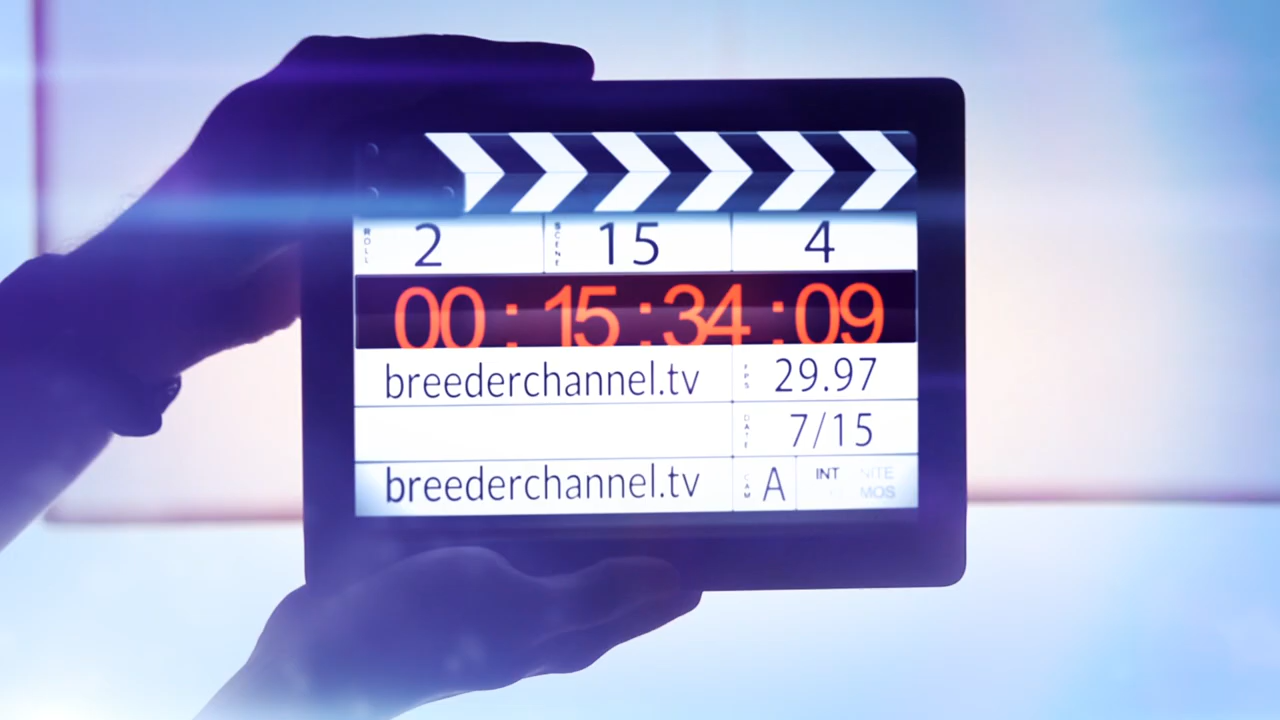 ROLL 2 SCENE 15 4
00:15:34:09
breederchannel.tv FPS 29.97
DATE 7/15
breederchannel.tv CAM A INT NITE
MOS